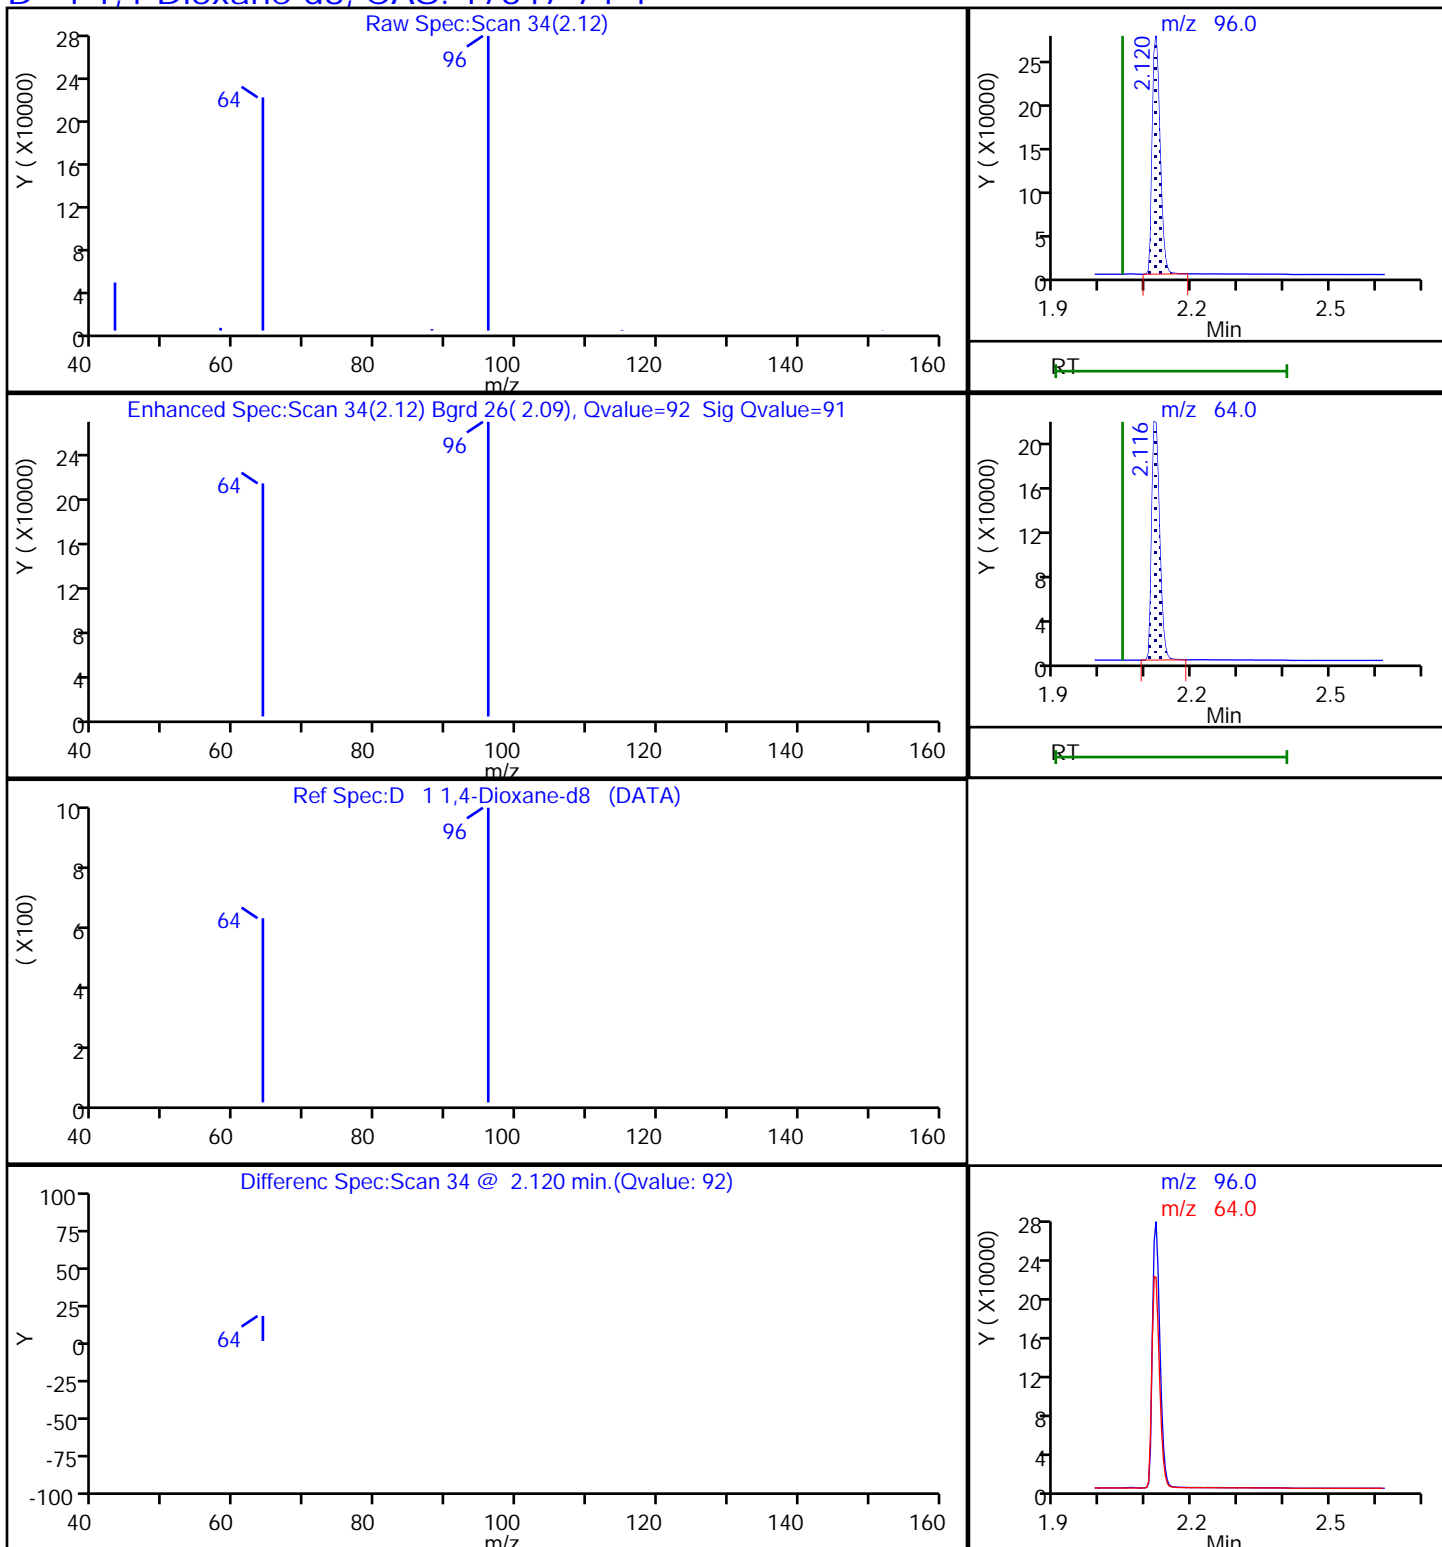 Raw Spec:Scan 34(2.12)
28
24
20
16
12
8
4
0
Y ( X10000)
96
64
40 60 80 100 120 140 160
m/z
m/z 96.0
25
20
15
10
5
0
Y ( X10000)
2.120
1.9 2.2 2.5
Min
RT
Enhanced Spec:Scan 34(2.12) Bgrd 26( 2.09), Qvalue=92 Sig Qvalue=91
24
20
16
12
8
4
0
Y ( X10000)
96
64
40 60 80 100 120 140 160
m/z
m/z 64.0
20
16
12
8
4
0
Y ( X10000)
2.116
1.9 2.2 2.5
Min
RT
Ref Spec:D 1 1,4-Dioxane-d8 (DATA)
10
8
6
4
2
0
( X100)
96
64
40 60 80 100 120 140 160
Differenc Spec:Scan 34 @ 2.120 min.(Qvalue: 92)
100
75
50
25
0
-25
-50
-75
-100
Y
64
40 60 80 100 120 140 160
m/z
m/z 96.0
m/z 64.0
28
24
20
16
12
8
4
0
Y ( X10000)
1.9 2.2 2.5
Min